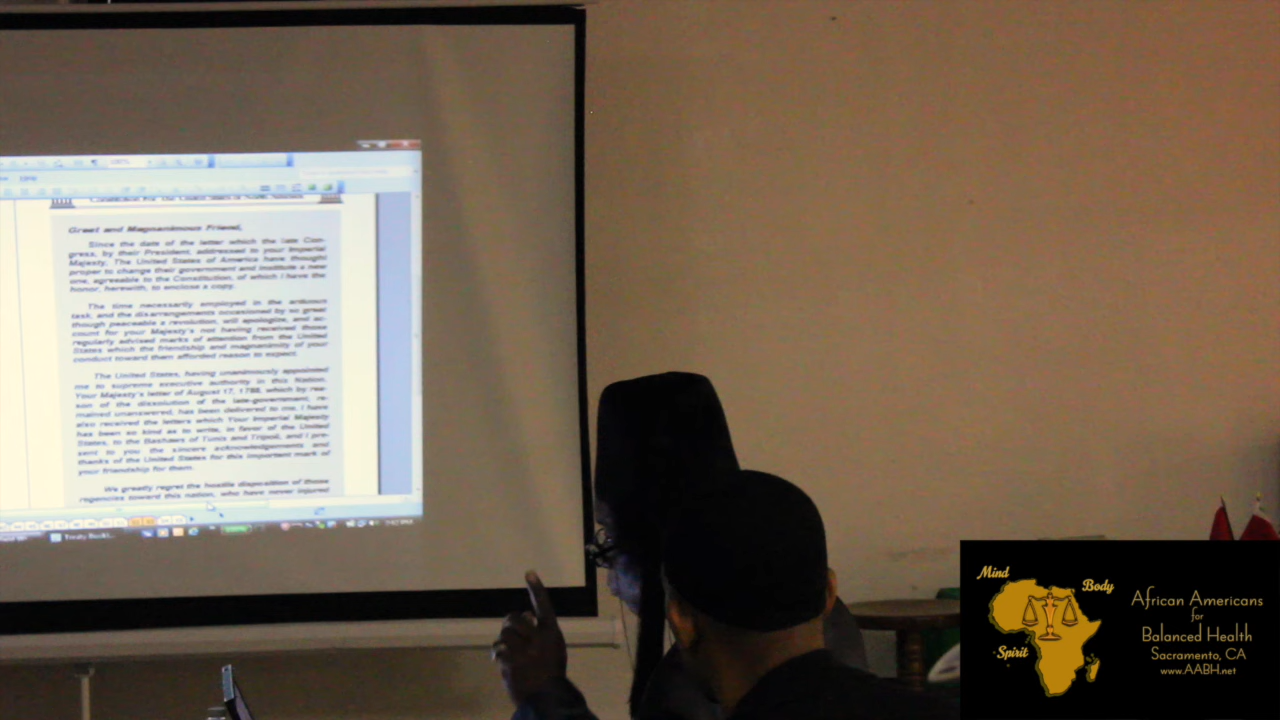 Constitution For The United States of North America
Great and Magnanimous Friend,
Since the date of the letter which the late Con-
gress, by their President, addressed to your Imperial
Majesty, The United States of America have thought
proper to change their government and institute a new
one, agreeable to the Constitution, of which I have the
honor, herewith, to enclose a copy.
The time necessarily employed in the arduous
task, and the disarrangements occasioned by so great
though peaceable a revolution, will apologize, and ac-
count for your Majesty's not having received those
regularly advised marks of attention from the United
States which the friendship and magnanimity of your
conduct toward them afforded reason to expect.
The United States, having unanimously appointed
me to supreme executive authority in this Nation.
Your Majesty's letter of August 17, 1788, which by rea-
son of the dissolution of the late-government, re-
mained unanswered, has been delivered to me, I have
also received the letters which Your Imperial Majesty
has been so kind as to write, in favor of the United
States, to the Bashaws of Tunis and Tripoli, and I pre-
sent to you the sincere acknowledgements and
thanks of the United States for this important mark of
your friendship for them.
We greatly regret the hostile disposition of those
regencies toward this nation, who have never injured
Mind
Body
Spirit
African Americans
for
Balanced Health
Sacramento, CA
www.AABH.net